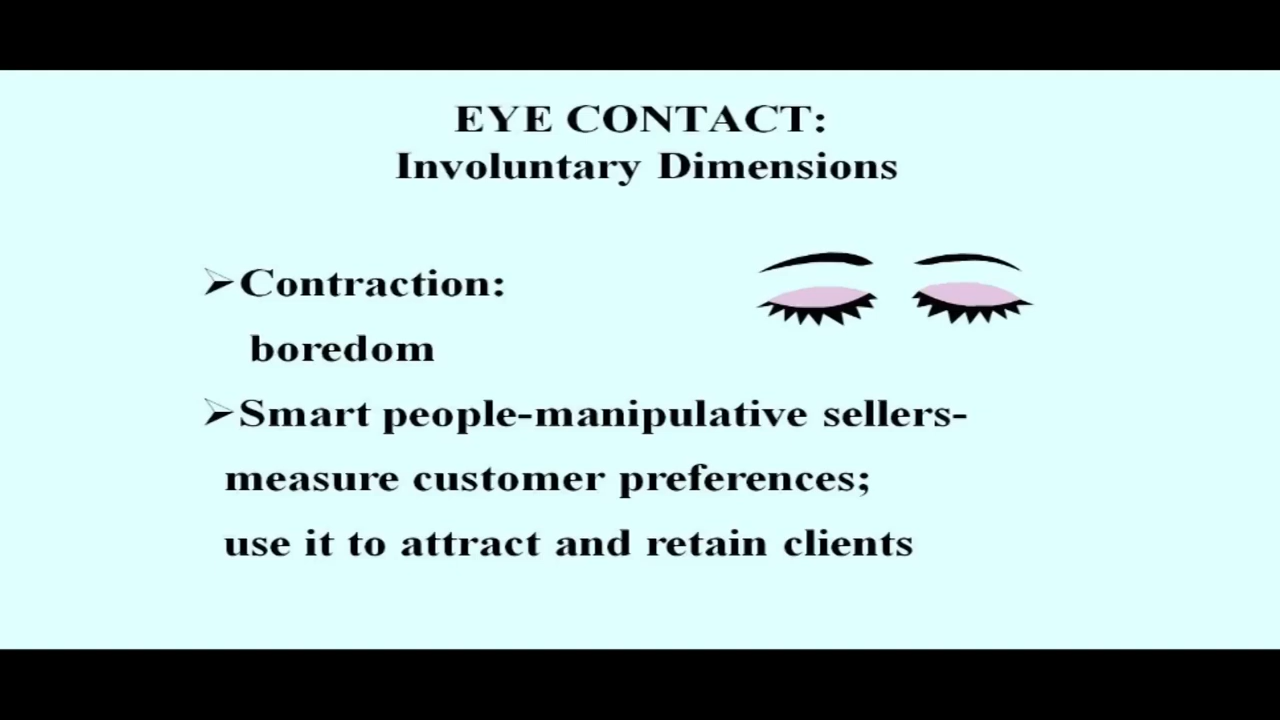 EYE CONTACT:
Involuntary Dimensions
➢Contraction:
boredom
➢Smart people-manipulative sellers-
measure customer preferences;
use it to attract and retain clients